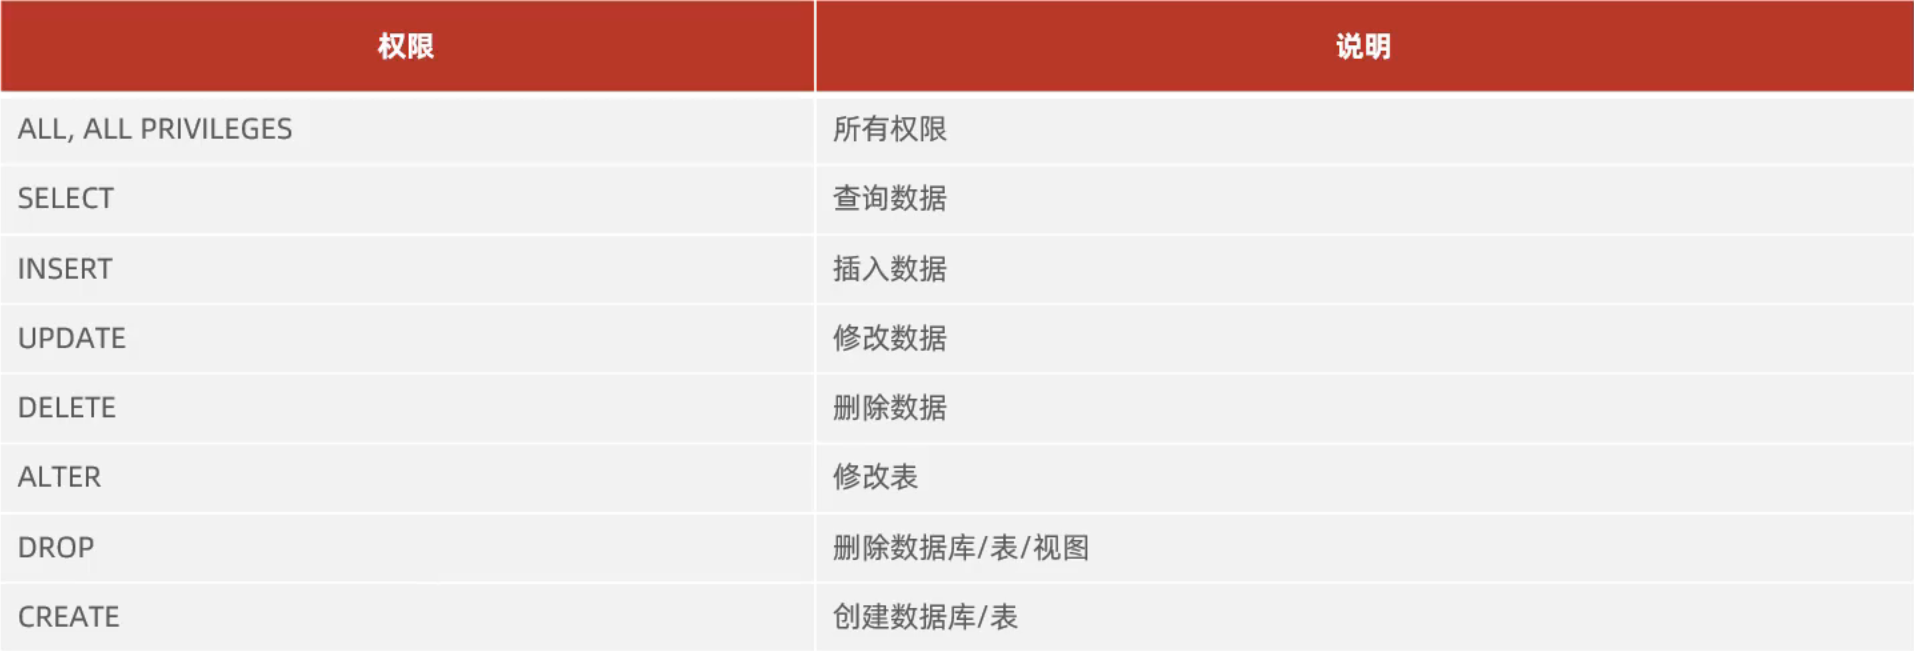 权限 说明
ALL, ALL PRIVILEGES 所有权限
SELECT 查询数据
INSERT 插入数据
UPDATE 修改数据
DELETE 删除数据
ALTER 修改表
DROP 删除数据库/表/视图
CREATE 创建数据库/表